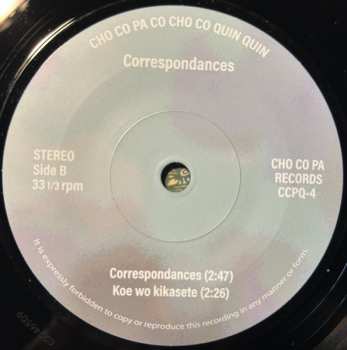 CHO CO PA CO CHO CO QUIN QUIN
Correspondances
STEREO
Side B
33 1/3 rpm
CHO CO PA
RECORDS
CCPQ-4
Correspondances (2:47)
Koe wo kikasete (2:26)
It is expressly forbidden to copy or reproduce this recording in any manner or form.